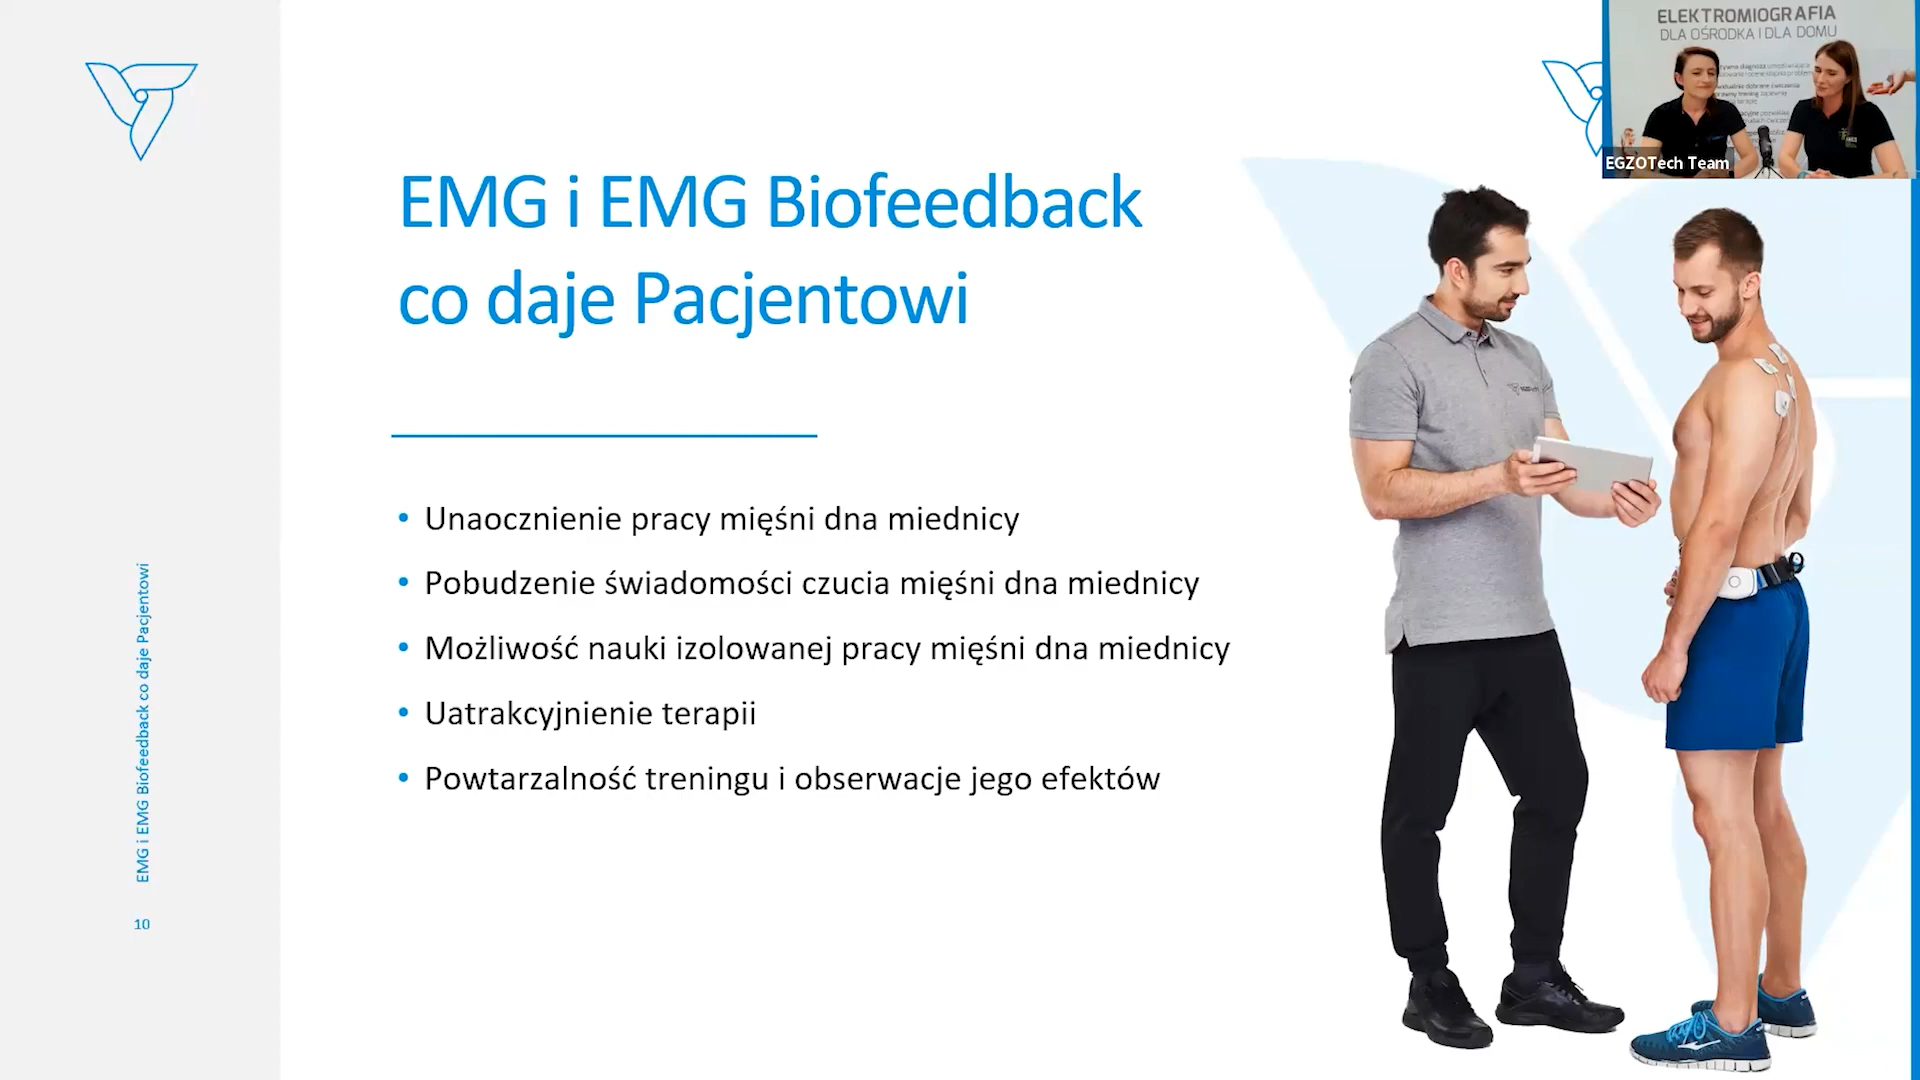 ELEKTROMIOGRAFIA
DLA OŚRODKA I DLA DOMU
EGZOTech Team
EMG i EMG Biofeedback
co daje Pacjentowi
• Unaocznienie pracy mięśni dna miednicy
• Pobudzenie świadomości czucia mięśni dna miednicy
• Możliwość nauki izolowanej pracy mięśni dna miednicy
• Uatrakcyjnienie terapii
• Powtarzalność treningu i obserwacje jego efektów
EMG i EMG Biofeedback co daje Pacjentowi
10